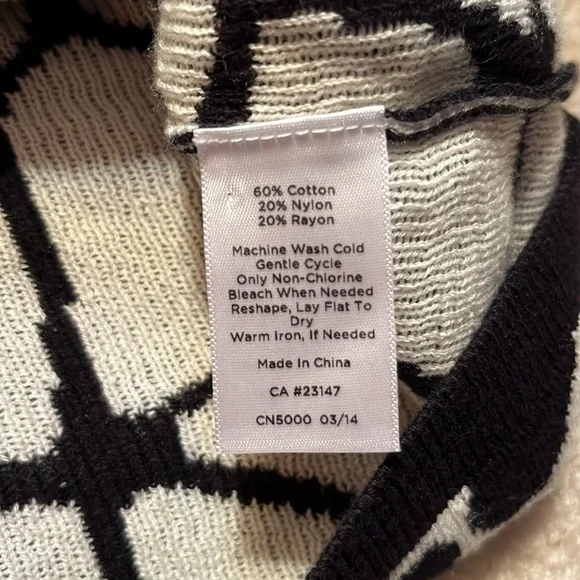 60% Cotton
20% Nylon
20% Rayon
Machine Wash Cold
Gentle Cycle
Only Non-Chlorine
Bleach When Needed
Reshape, Lay Flat To
Dry
Warm Iron, If Needed
Made In China
CA #23147
CN5000 03/14